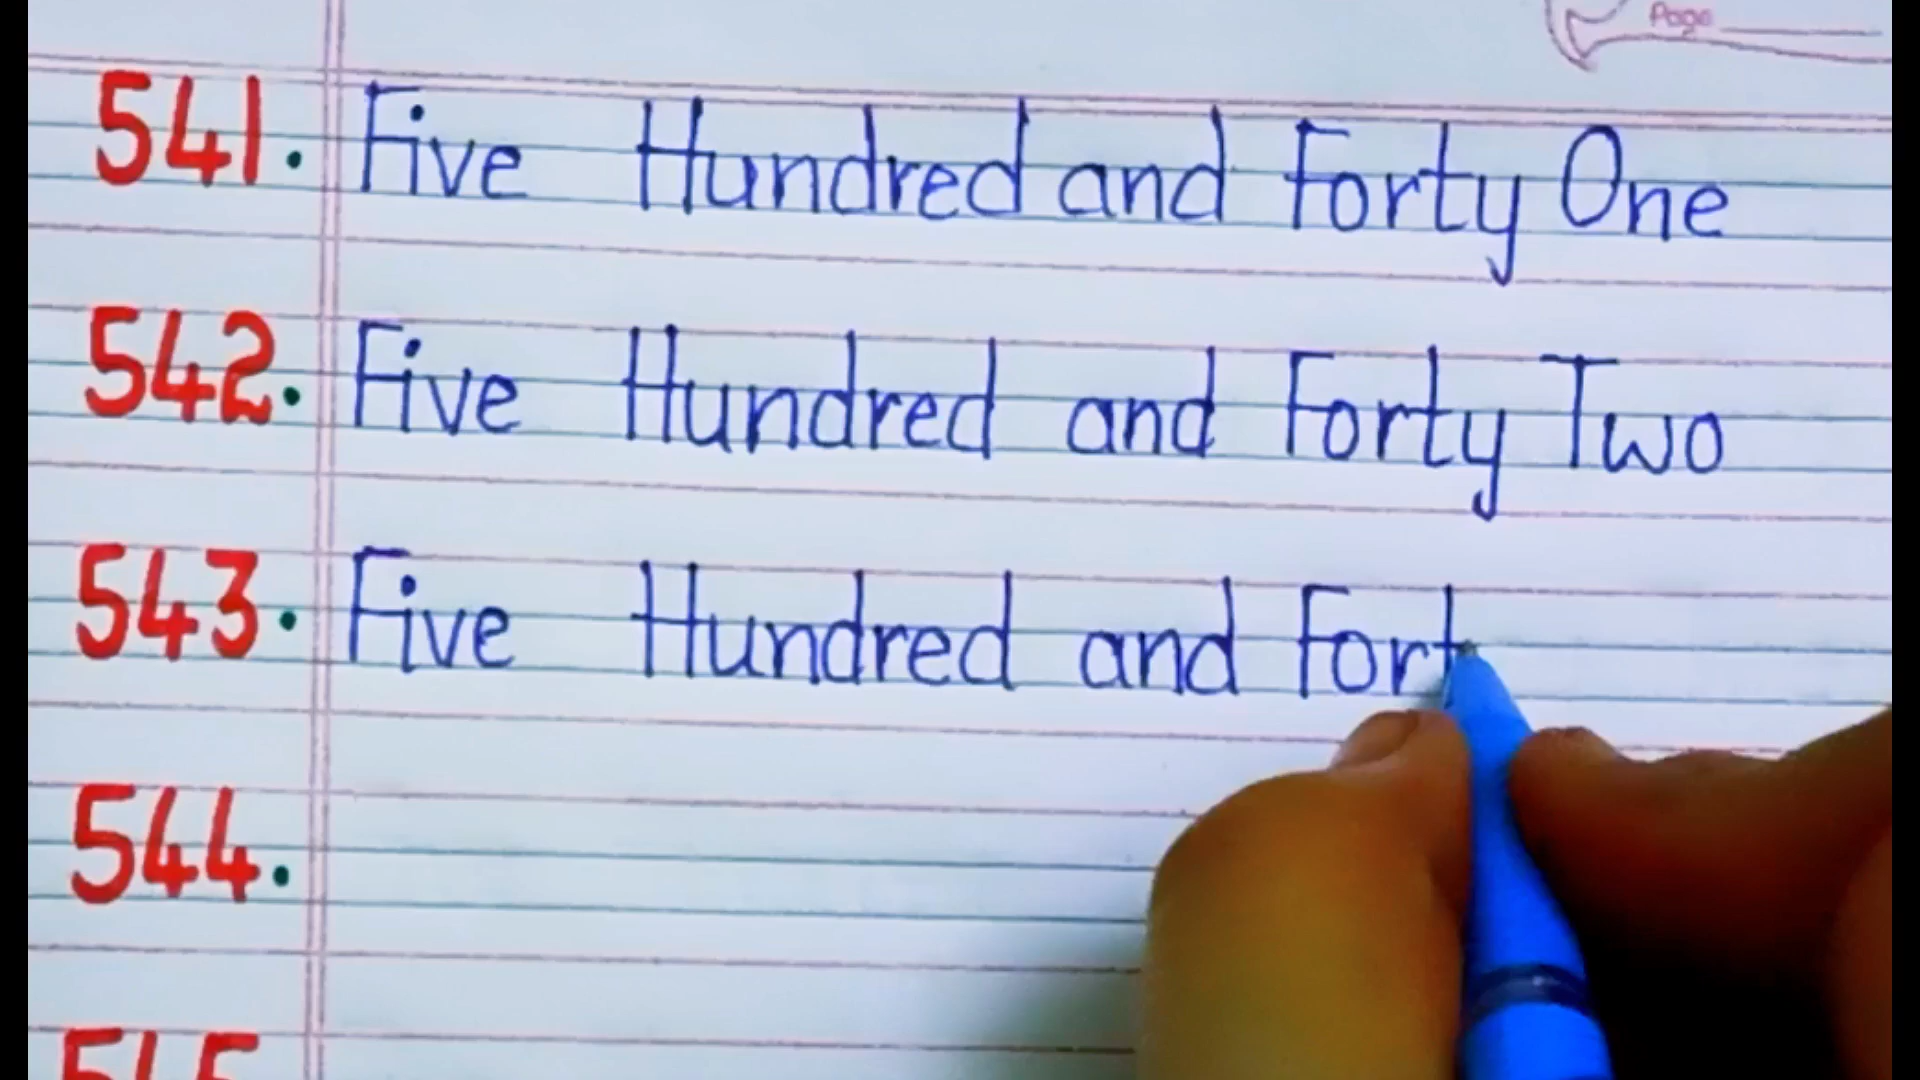 Page
541. Five Hundred and Forty One
542. Five Hundred and Forty Two
543. Five Hundred and Fort
544.
545